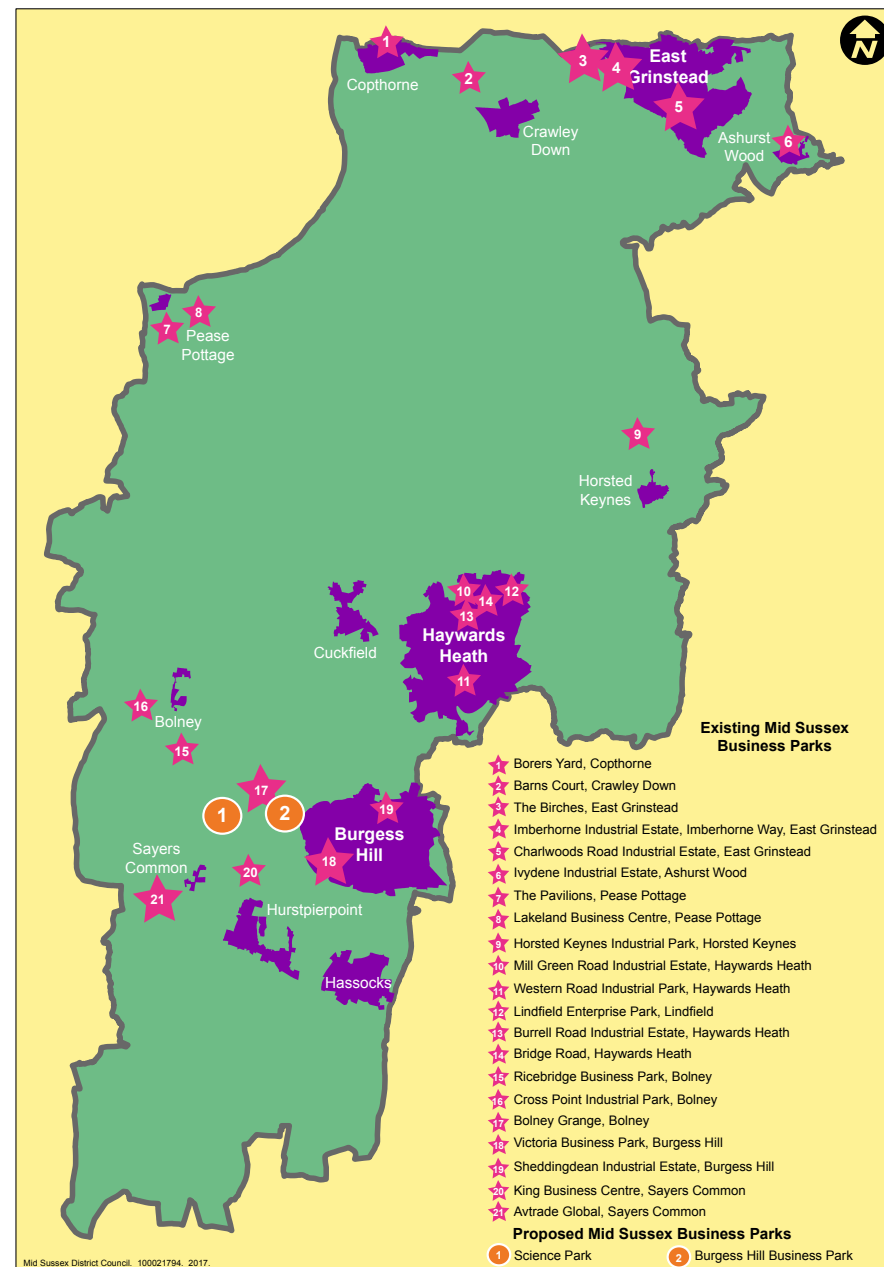 N
1
Copthorne
2
Crawley
Down
3
4
East
Grinstead
5
Ashurst
Wood
6
7
8
Pease
Pottage
9
Horsted
Keynes
10
14
12
13
Haywards
Heath
11
Cuckfield
16
Bolney
15
17
1
2
19
Burgess
Hill
18
Sayers
Common
20
21
Hurstpierpoint
Hassocks
Existing Mid Sussex
Business Parks
1 Borers Yard, Copthorne
2 Barns Court, Crawley Down
3 The Birches, East Grinstead
4 Imberhorne Industrial Estate, Imberhorne Way, East Grinstead
5 Charlwoods Road Industrial Estate, East Grinstead
6 Ivydene Industrial Estate, Ashurst Wood
7 The Pavilions, Pease Pottage
8 Lakeland Business Centre, Pease Pottage
9 Horsted Keynes Industrial Park, Horsted Keynes
10 Mill Green Road Industrial Estate, Haywards Heath
11 Western Road Industrial Park, Haywards Heath
12 Lindfield Enterprise Park, Lindfield
13 Burrell Road Industrial Estate, Haywards Heath
14 Bridge Road, Haywards Heath
15 Ricebridge Business Park, Bolney
16 Cross Point Industrial Park, Bolney
17 Bolney Grange, Bolney
18 Victoria Business Park, Burgess Hill
19 Sheddingdean Industrial Estate, Burgess Hill
20 King Business Centre, Sayers Common
21 Avtrade Global, Sayers Common
Proposed Mid Sussex Business Parks
1 Science Park 2 Burgess Hill Business Park
Mid Sussex District Council. 100021794. 2017.